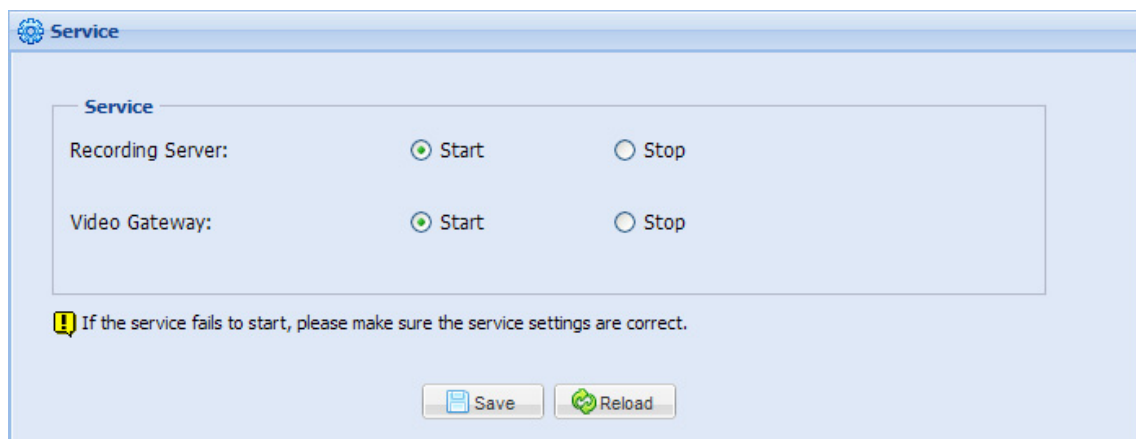 Service
Service
Recording Server: Start Stop
Video Gateway: Start Stop
If the service fails to start, please make sure the service settings are correct.
Save Reload